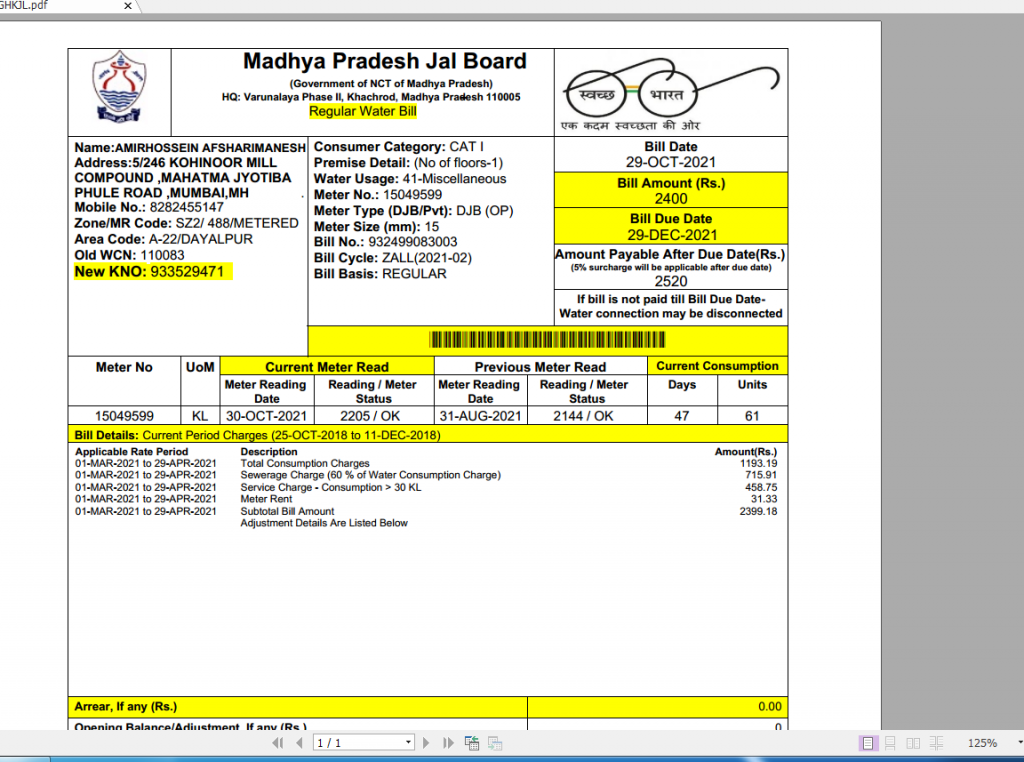 GHKJL.pdf
Madhya Pradesh Jal Board
(Government of NCT of Madhya Pradesh)
HQ: Varunalaya Phase II, Khachrod, Madhya Pradesh 110005
Regular Water Bill
स्वच्छ भारत
एक कदम स्वच्छता की ओर
Name:AMIRHOSSEIN AFSHARIMANESH
Address:5/246 KOHINOOR MILL
COMPOUND ,MAHATMA JYOTIBA
PHULE ROAD ,MUMBAI,MH .
Mobile No.: 8282455147
Zone/MR Code: SZ2/ 488/METERED
Area Code: A-22/DAYALPUR
Old WCN: 110083
New KNO: 933529471
Consumer Category: CAT I
Premise Detail: (No of floors-1)
Water Usage: 41-Miscellaneous
Meter No.: 15049599
Meter Type (DJB/Pvt): DJB (OP)
Meter Size (mm): 15
Bill No.: 932499083003
Bill Cycle: ZALL(2021-02)
Bill Basis: REGULAR
Bill Date
29-OCT-2021
Bill Amount (Rs.)
2400
Bill Due Date
29-DEC-2021
Amount Payable After Due Date(Rs.)
(5% surcharge will be applicable after due date)
2520
If bill is not paid till Bill Due Date-
Water connection may be disconnected
Meter No UoM Current Meter Read Previous Meter Read Current Consumption
Meter Reading Date Reading / Meter Status Meter Reading Date Reading / Meter Status Days Units
15049599 KL 30-OCT-2021 2205 / OK 31-AUG-2021 2144 / OK 47 61
Bill Details: Current Period Charges (25-OCT-2018 to 11-DEC-2018)
Applicable Rate Period Description Amount(Rs.)
01-MAR-2021 to 29-APR-2021 Total Consumption Charges 1193.19
01-MAR-2021 to 29-APR-2021 Sewerage Charge (60 % of Water Consumption Charge) 715.91
01-MAR-2021 to 29-APR-2021 Service Charge - Consumption > 30 KL 458.75
01-MAR-2021 to 29-APR-2021 Meter Rent 31.33
01-MAR-2021 to 29-APR-2021 Subtotal Bill Amount 2399.18
Adjustment Details Are Listed Below
Arrear, If any (Rs.) 0.00
Opening Balance/Adjustment, If any (Rs.) 0
1 / 1
125%